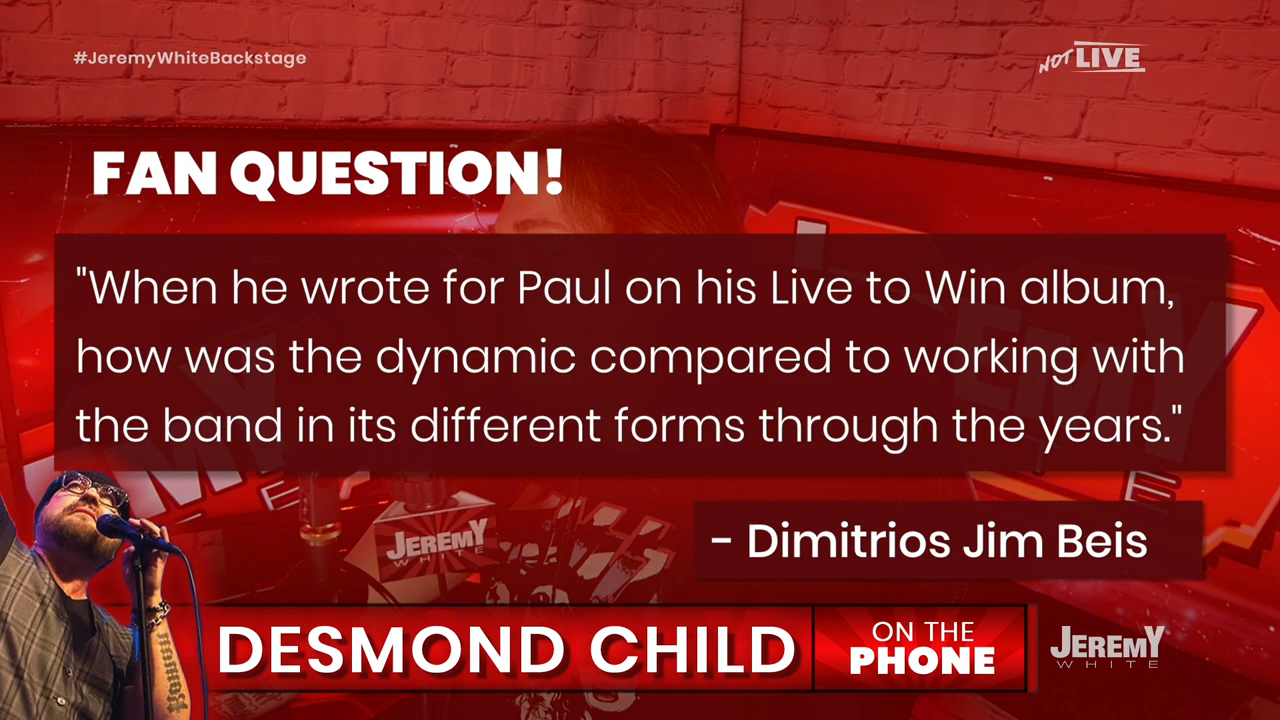 #JeremyWhiteBackstage
NOT LIVE
FAN QUESTION!
"When he wrote for Paul on his Live to Win album,
how was the dynamic compared to working with
the band in its different forms through the years."
- Dimitrios Jim Beis
JEREMY
WHITE
DESMOND CHILD
ON THE
PHONE
JEREMY
WHITE